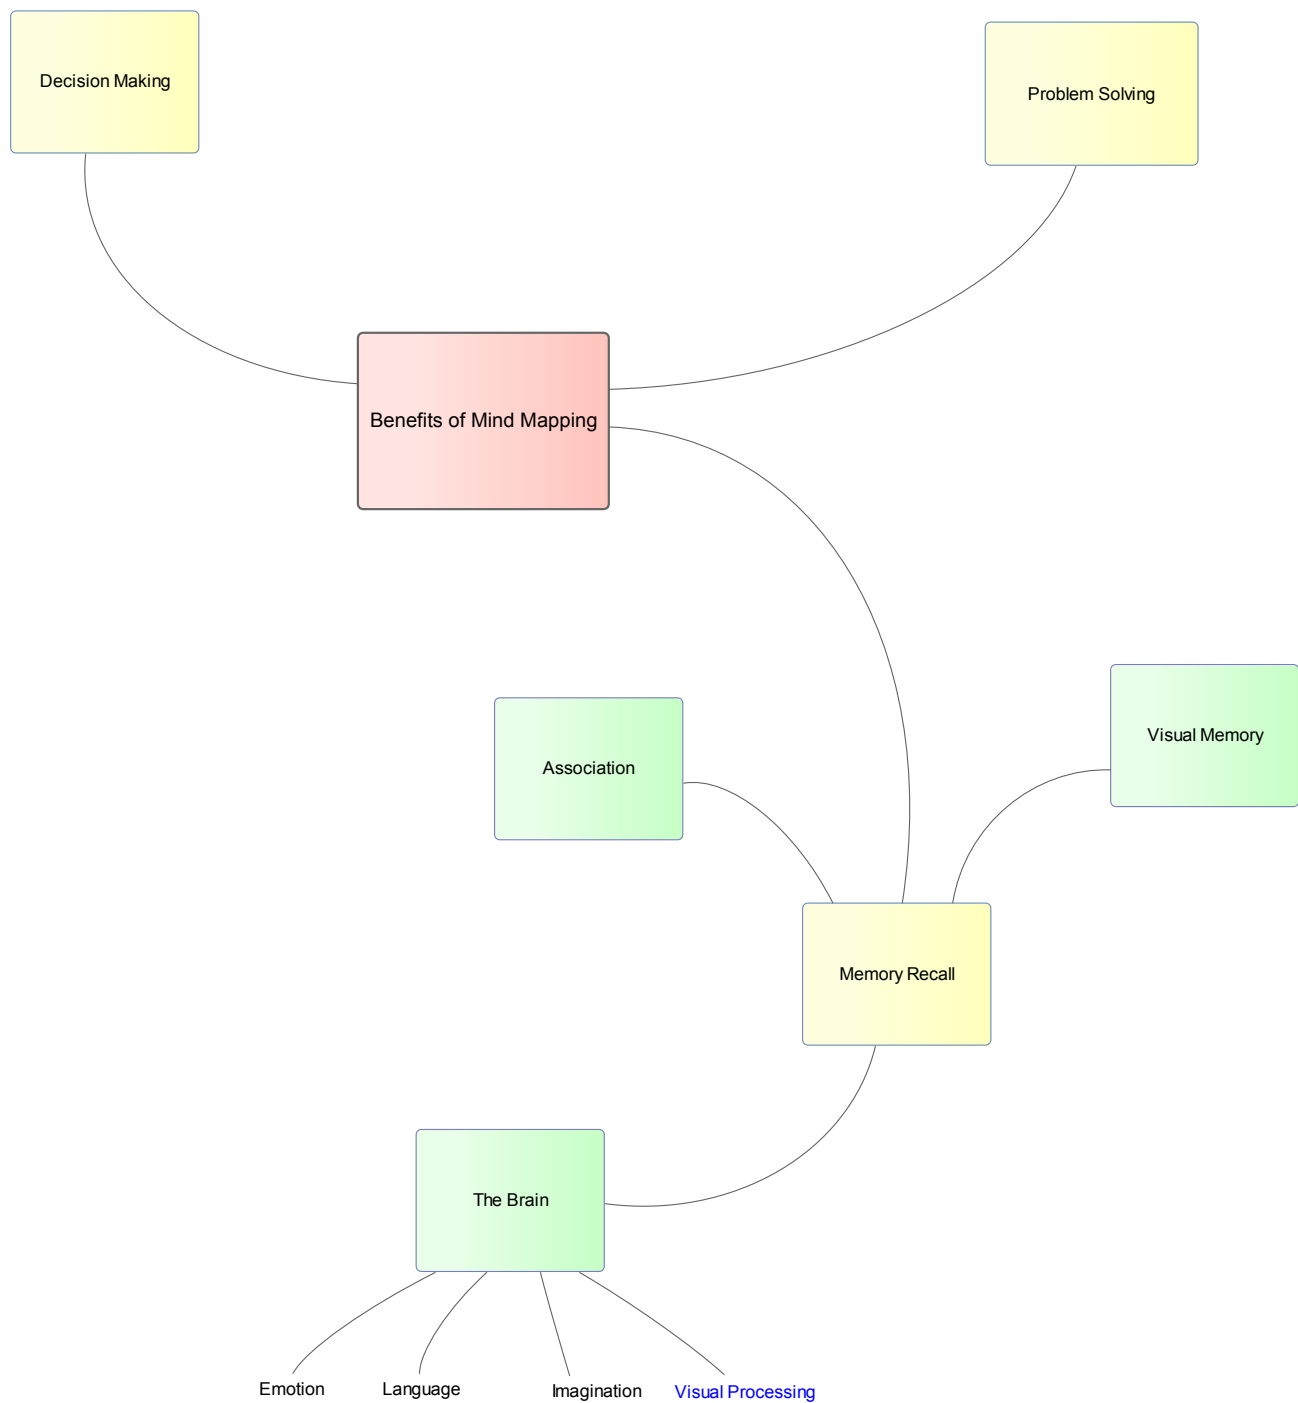 Decision Making
Problem Solving
Benefits of Mind Mapping
Visual Memory
Association
Memory Recall
The Brain
Emotion
Language
Imagination
Visual Processing